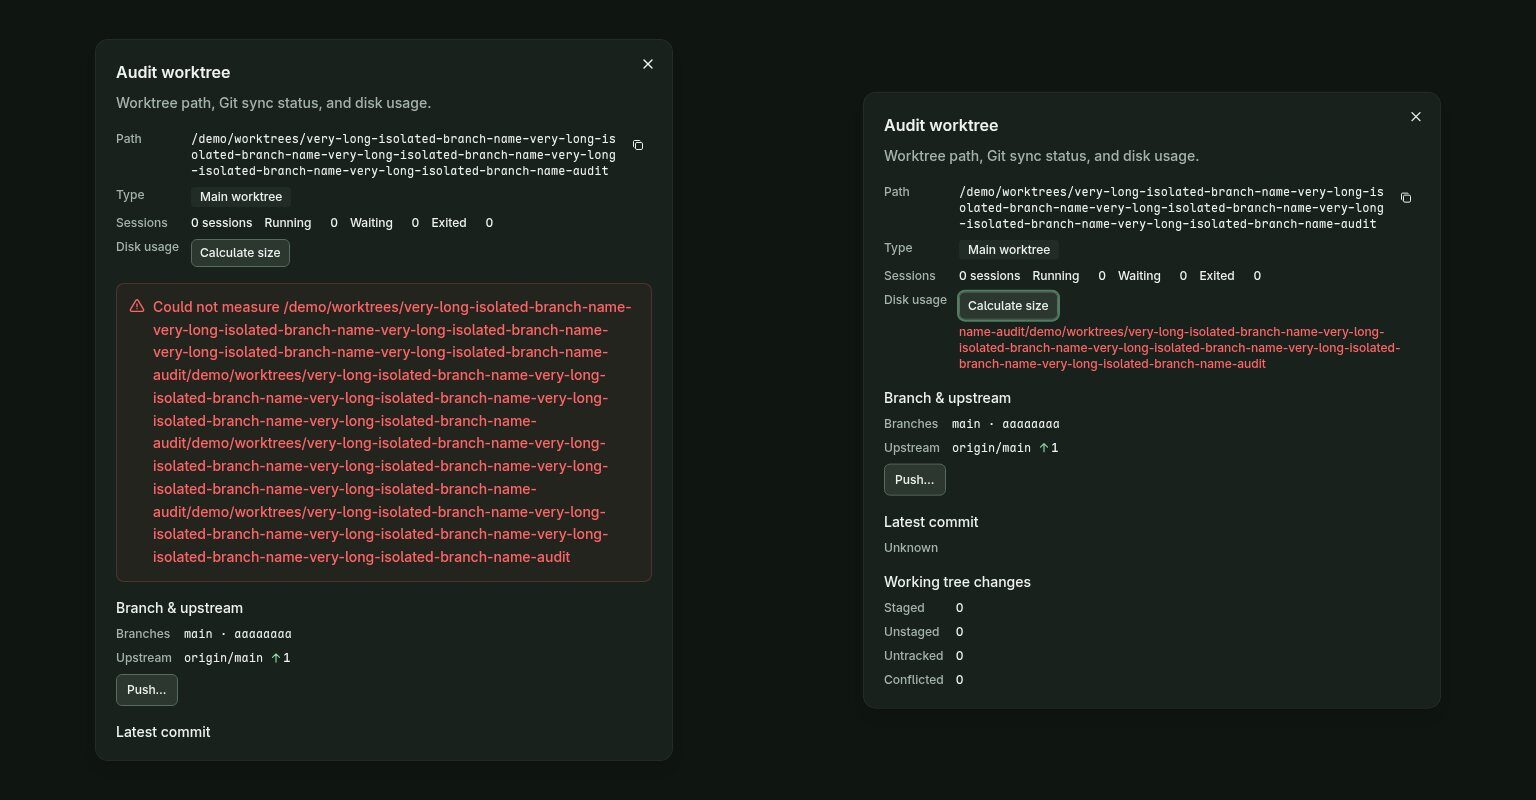 Audit worktree
Worktree path, Git sync status, and disk usage.
Path
/demo/worktrees/very-long-isolated-branch-name-very-long-is
olated-branch-name-very-long-isolated-branch-name-very-long
-isolated-branch-name-very-long-isolated-branch-name-audit
Type Main worktree
Sessions 0 sessions Running 0 Waiting 0 Exited 0
Disk usage Calculate size
Could not measure /demo/worktrees/very-long-isolated-branch-name-
very-long-isolated-branch-name-very-long-isolated-branch-name-
very-long-isolated-branch-name-very-long-isolated-branch-name-
audit/demo/worktrees/very-long-isolated-branch-name-very-long-
isolated-branch-name-very-long-isolated-branch-name-very-long-
isolated-branch-name-very-long-isolated-branch-name-
audit/demo/worktrees/very-long-isolated-branch-name-very-long-
isolated-branch-name-very-long-isolated-branch-name-very-long-
isolated-branch-name-very-long-isolated-branch-name-
audit/demo/worktrees/very-long-isolated-branch-name-very-long-
isolated-branch-name-very-long-isolated-branch-name-very-long-
isolated-branch-name-very-long-isolated-branch-name-audit
Branch & upstream
Branches main · aaaaaaaa
Upstream origin/main ↑1
Push...
Latest commit
Audit worktree
Worktree path, Git sync status, and disk usage.
Path
/demo/worktrees/very-long-isolated-branch-name-very-long-is
olated-branch-name-very-long-isolated-branch-name-very-long
-isolated-branch-name-very-long-isolated-branch-name-audit
Type Main worktree
Sessions 0 sessions Running 0 Waiting 0 Exited 0
Disk usage Calculate size
name-audit/demo/worktrees/very-long-isolated-branch-name-very-long-
isolated-branch-name-very-long-isolated-branch-name-very-long-isolated-
branch-name-very-long-isolated-branch-name-audit
Branch & upstream
Branches main · aaaaaaaa
Upstream origin/main ↑1
Push...
Latest commit
Unknown
Working tree changes
Staged 0
Unstaged 0
Untracked 0
Conflicted 0